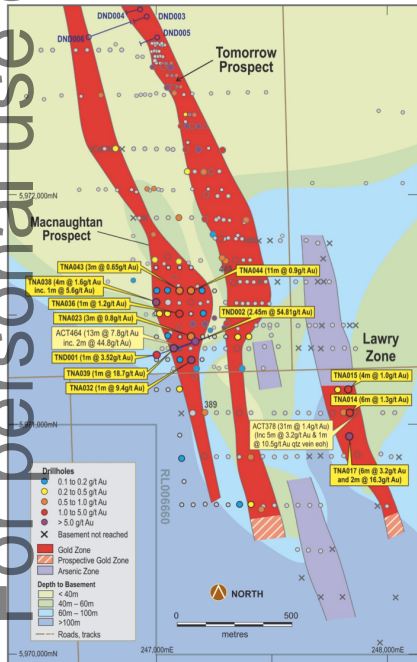 For personal use
DND004
DND003
DND006
DND005
Tomorrow
Prospect
5,972,000mN
Macnaughtan
Prospect
TNA043 (3m @ 0.65g/t Au)
TNA044 (11m @ 0.9g/t Au)
TNA038 (4m @ 1.6g/t
Au inc. 1m @ 5.6g/t Au)
TNA036 (1m @ 1.2g/t Au)
TND002 (2.45m @ 54.81g/t)
TNA023 (3m @ 0.8g/t Au)
ACT464 (13m @ 7.8g/t Au
inc. 2m @ 44.8g/t Au)
Lawry
Zone
TND001 (1m @ 3.52g/t Au)
TNA015 (4m @ 1.0g/t Au)
TNA039 (1m @ 18.7g/t Au)
TNA014 (6m @ 1.3g/t Au)
TNA032 (1m @ 9.4g/t Au)
389
5,971,000mN
ACT378 (31m @ 1.4g/t Au)
(Inc 5m @ 3.2g/t Au & 1m
@ 10.5g/t Au qtz vein eoh)
TNA017 (6m @ 3.2g/t Au
and 2m @ 16.3g/t Au)
RL006660
Drillholes
0.1 to 0.2 g/t Au
0.2 to 0.5 g/t Au
0.5 to 1.0 g/t Au
1.0 to 5.0 g/t Au
> 5.0 g/t Au
Basement not reached
Gold Zone
Prospective Gold Zone
Arsenic Zone
Depth to Basement
< 40m
40m – 60m
60m – 100m
>100m
Roads, tracks
NORTH
0
500
metres
5,970,000mN
247,000mE
248,000mE